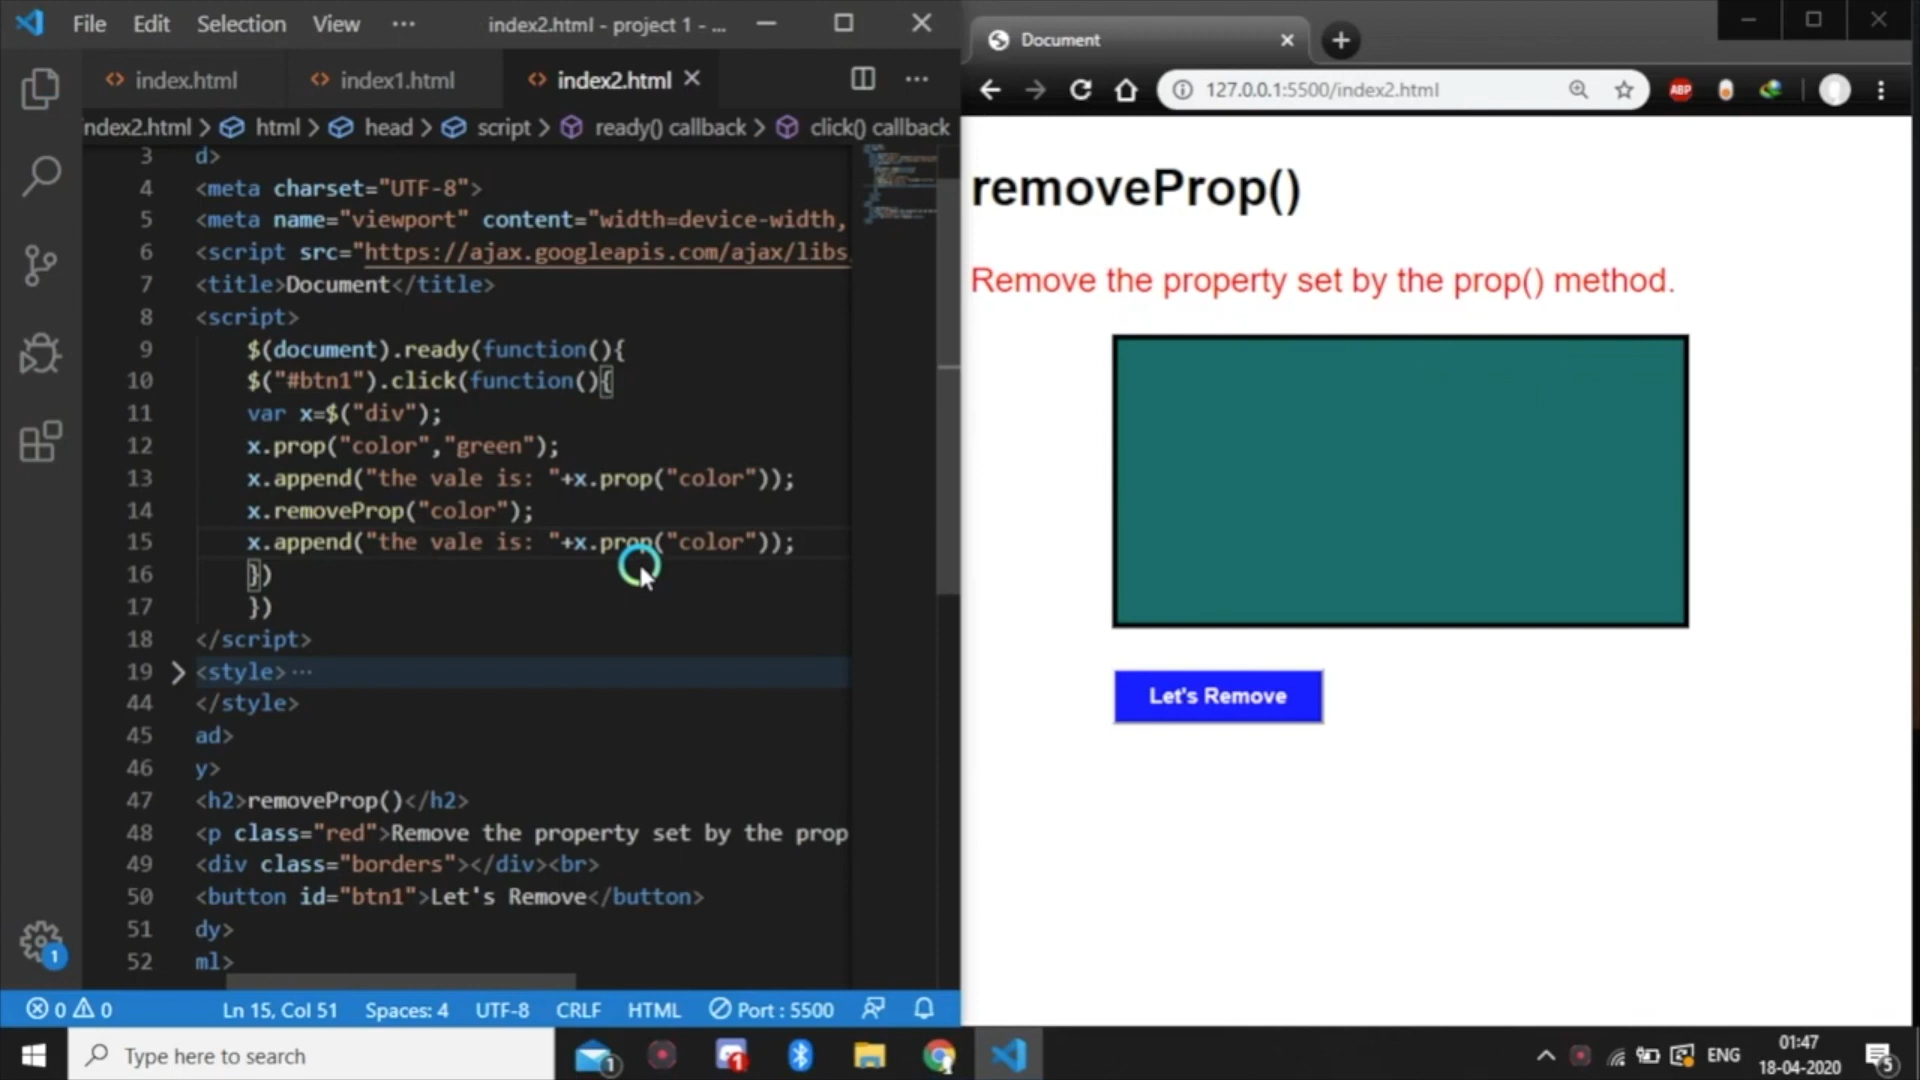 File Edit Selection View ··· index2.html - project 1 - ...
index.html index1.html index2.html
ndex2.html > html > head > script > ready() callback > click() callback
3 d>
4 <meta charset="UTF-8">
5 <meta name="viewport" content="width=device-width,
6 <script src="https://ajax.googleapis.com/ajax/libs
7 <title>Document</title>
8 <script>
9 $(document).ready(function(){
10 $("#btn1").click(function(){
11 var x=$("div");
12 x.prop("color","green");
13 x.append("the vale is: "+x.prop("color"));
14 x.removeProp("color");
15 x.append("the vale is: "+x.prop("color"));
16 })
17 })
18 </script>
19 <style>···
44 </style>
45 ad>
46 y>
47 <h2>removeProp()</h2>
48 <p class="red">Remove the property set by the prop
49 <div class="borders"></div><br>
50 <button id="btn1">Let's Remove</button>
51 dy>
52 ml>
1
0 0 Ln 15, Col 51 Spaces: 4 UTF-8 CRLF HTML Port : 5500
Document
127.0.0.1:5500/index2.html ABP
removeProp()
Remove the property set by the prop() method.
Let's Remove
Type here to search 1 1 ENG 01:47
18-04-2020 5